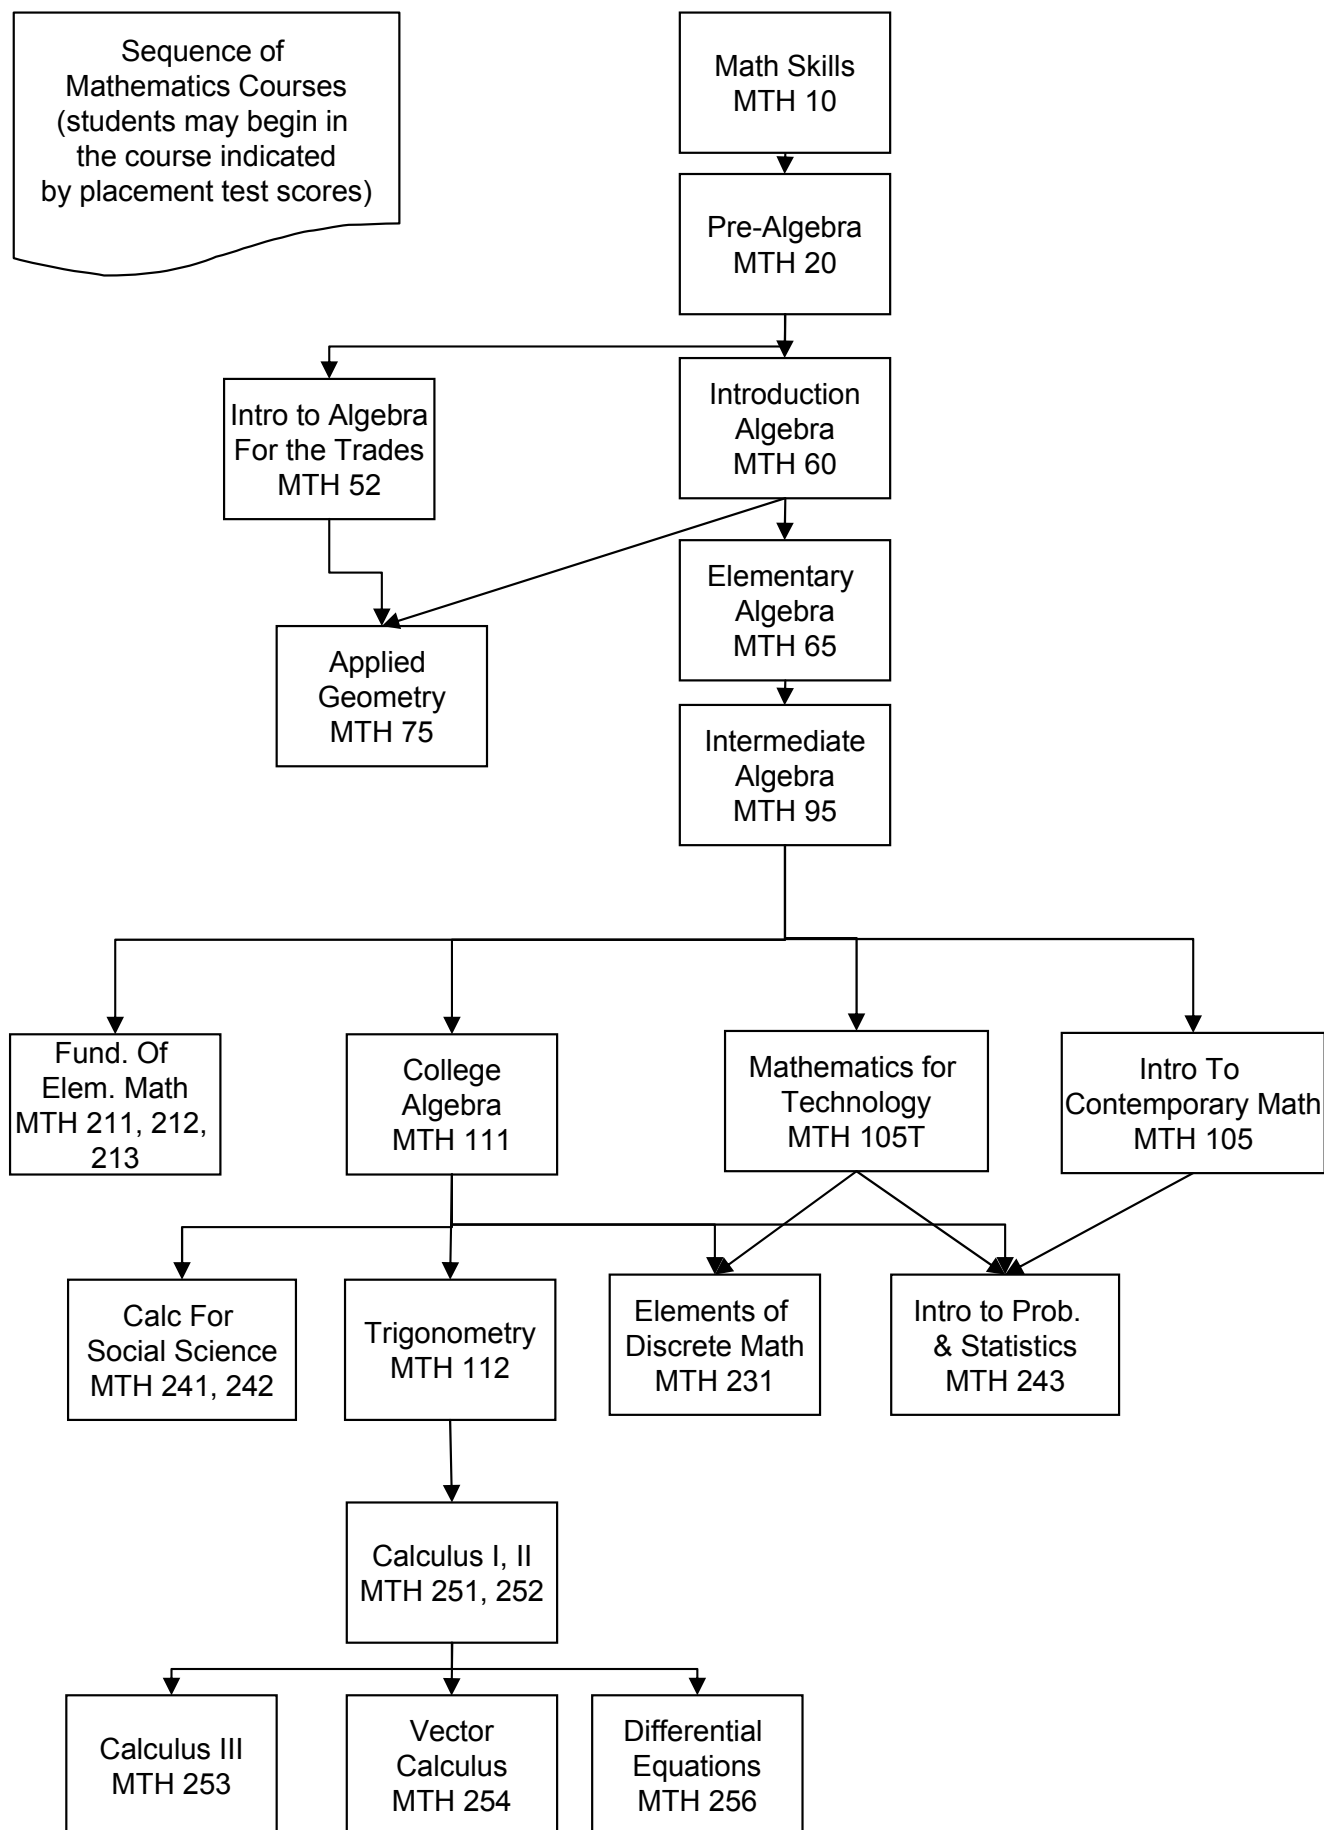 Sequence of
Mathematics Courses
(students may begin in
the course indicated
by placement test scores)
Math Skills
MTH 10
Pre-Algebra
MTH 20
Intro to Algebra
For the Trades
MTH 52
Introduction
Algebra
MTH 60
Elementary
Algebra
MTH 65
Applied
Geometry
MTH 75
Intermediate
Algebra
MTH 95
Fund. Of
Elem. Math
MTH 211, 212,
213
College
Algebra
MTH 111
Mathematics for
Technology
MTH 105T
Intro To
Contemporary Math
MTH 105
Calc For
Social Science
MTH 241, 242
Trigonometry
MTH 112
Elements of
Discrete Math
MTH 231
Intro to Prob.
& Statistics
MTH 243
Calculus I, II
MTH 251, 252
Calculus III
MTH 253
Vector
Calculus
MTH 254
Differential
Equations
MTH 256